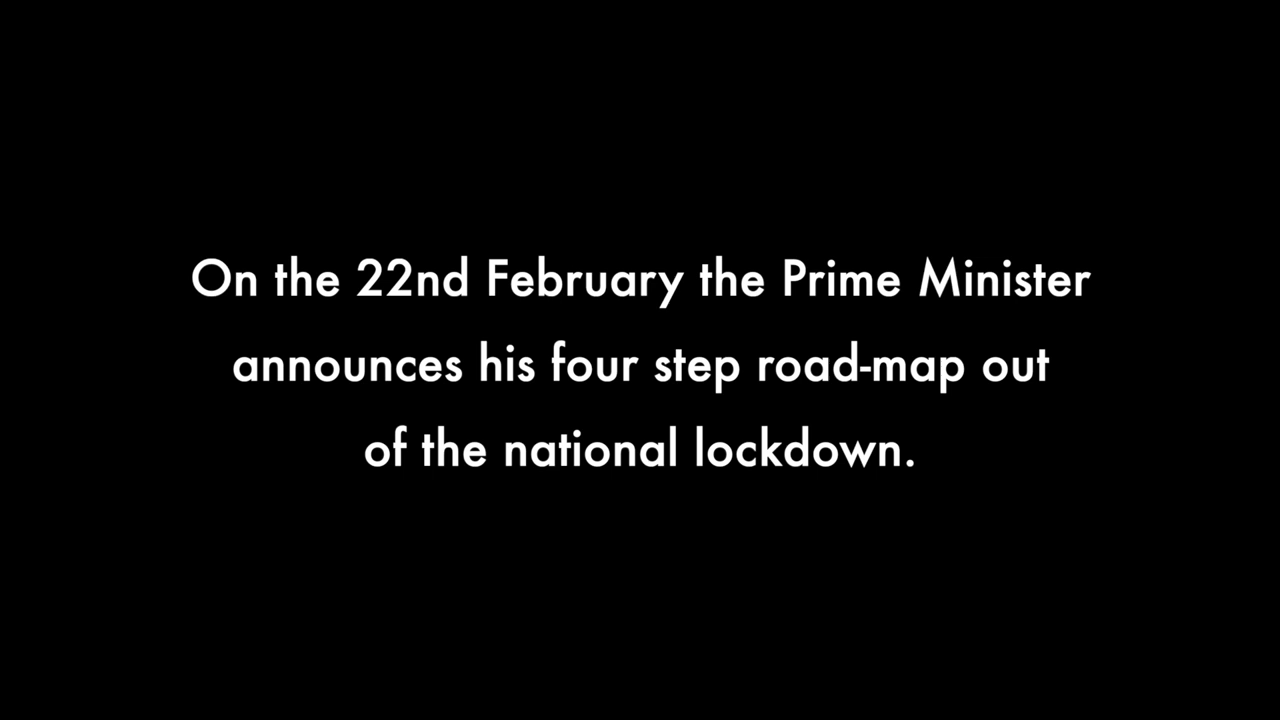 On the 22nd February the Prime Minister
announces his four step road-map out
of the national lockdown.